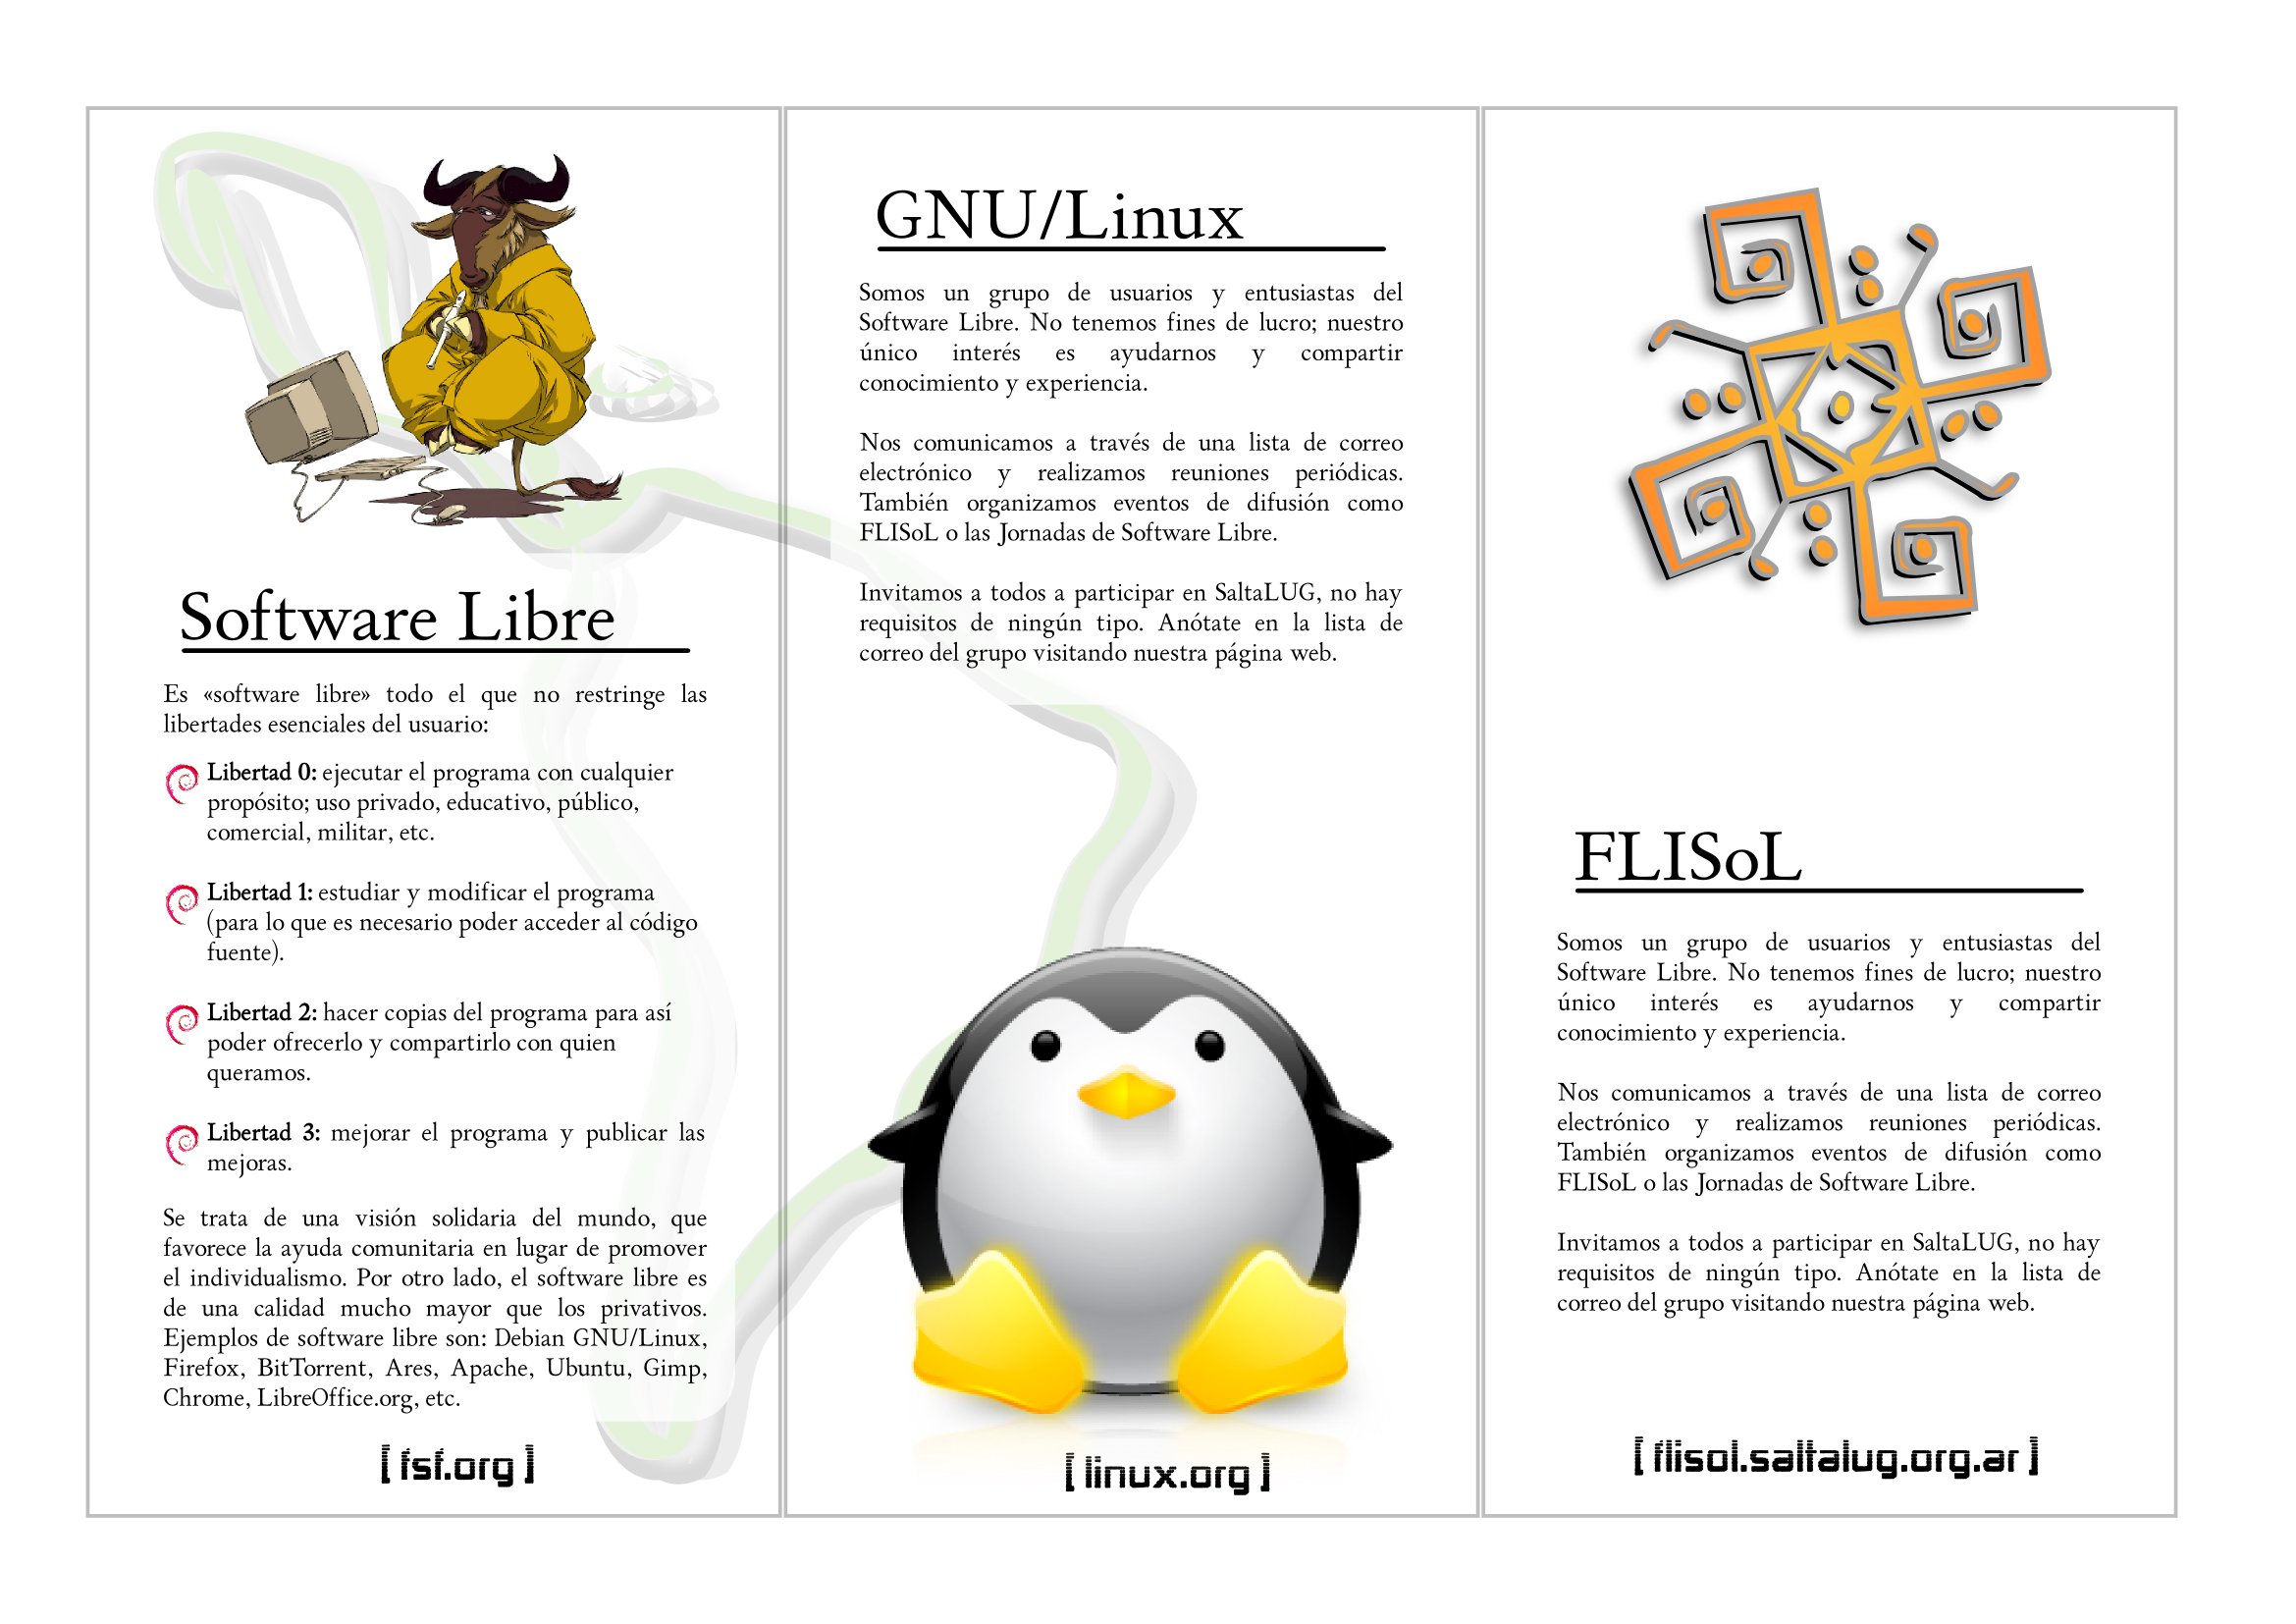 Software Libre
Es «software libre» todo el que no restringe las
libertades esenciales del usuario:
Libertad 0: ejecutar el programa con cualquier
propósito; uso privado, educativo, público,
comercial, militar, etc.
Libertad 1: estudiar y modificar el programa
(para lo que es necesario poder acceder al código
fuente).
Libertad 2: hacer copias del programa para así
poder ofrecerlo y compartirlo con quien
queramos.
Libertad 3: mejorar el programa y publicar las
mejoras.
Se trata de una visión solidaria del mundo, que
favorece la ayuda comunitaria en lugar de promover
el individualismo. Por otro lado, el software libre es
de una calidad mucho mayor que los privativos.
Ejemplos de software libre son: Debian GNU/Linux,
Firefox, BitTorrent, Ares, Apache, Ubuntu, Gimp,
Chrome, LibreOffice.org, etc.
[ fsf.org ]
GNU/Linux
Somos un grupo de usuarios y entusiastas del
Software Libre. No tenemos fines de lucro; nuestro
único interés es ayudarnos y compartir
conocimiento y experiencia.
Nos comunicamos a través de una lista de correo
electrónico y realizamos reuniones periódicas.
También organizamos eventos de difusión como
FLISoL o las Jornadas de Software Libre.
Invitamos a todos a participar en SaltaLUG, no hay
requisitos de ningún tipo. Anótate en la lista de
correo del grupo visitando nuestra página web.
[ linux.org ]
FLISoL
Somos un grupo de usuarios y entusiastas del
Software Libre. No tenemos fines de lucro; nuestro
único interés es ayudarnos y compartir
conocimiento y experiencia.
Nos comunicamos a través de una lista de correo
electrónico y realizamos reuniones periódicas.
También organizamos eventos de difusión como
FLISoL o las Jornadas de Software Libre.
Invitamos a todos a participar en SaltaLUG, no hay
requisitos de ningún tipo. Anótate en la lista de
correo del grupo visitando nuestra página web.
[ flisol.saltalug.org.ar ]